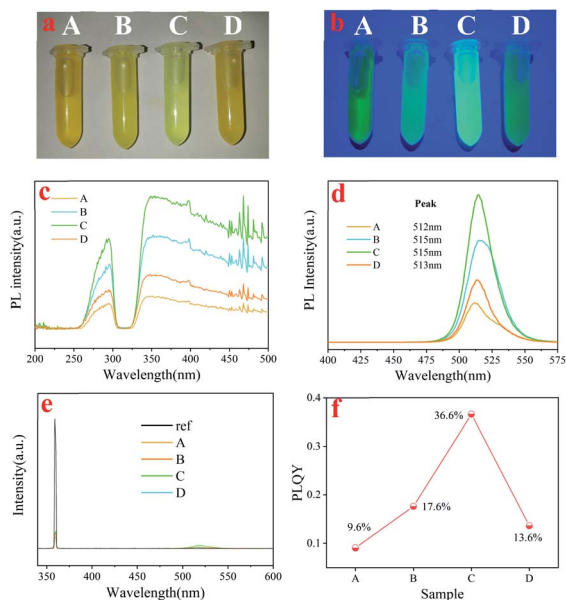 a A B C D
b A B C D
c
A
B
C
D
PL intensity(a.u.)
200 250 300 350 400 450 500
Wavelength(nm)
d
Peak
A 512nm
B 515nm
C 515nm
D 513nm
PL Intensity(a.u.)
400 425 450 475 500 525 550 575
Wavelength(nm)
e
ref
A
B
C
D
Intensity(a.u.)
350 400 450 500 550 600
Wavelength(nm)
f
0.4
0.3
0.2
0.1
PLQY
9.6%
17.6%
36.6%
13.6%
A B C D
Sample